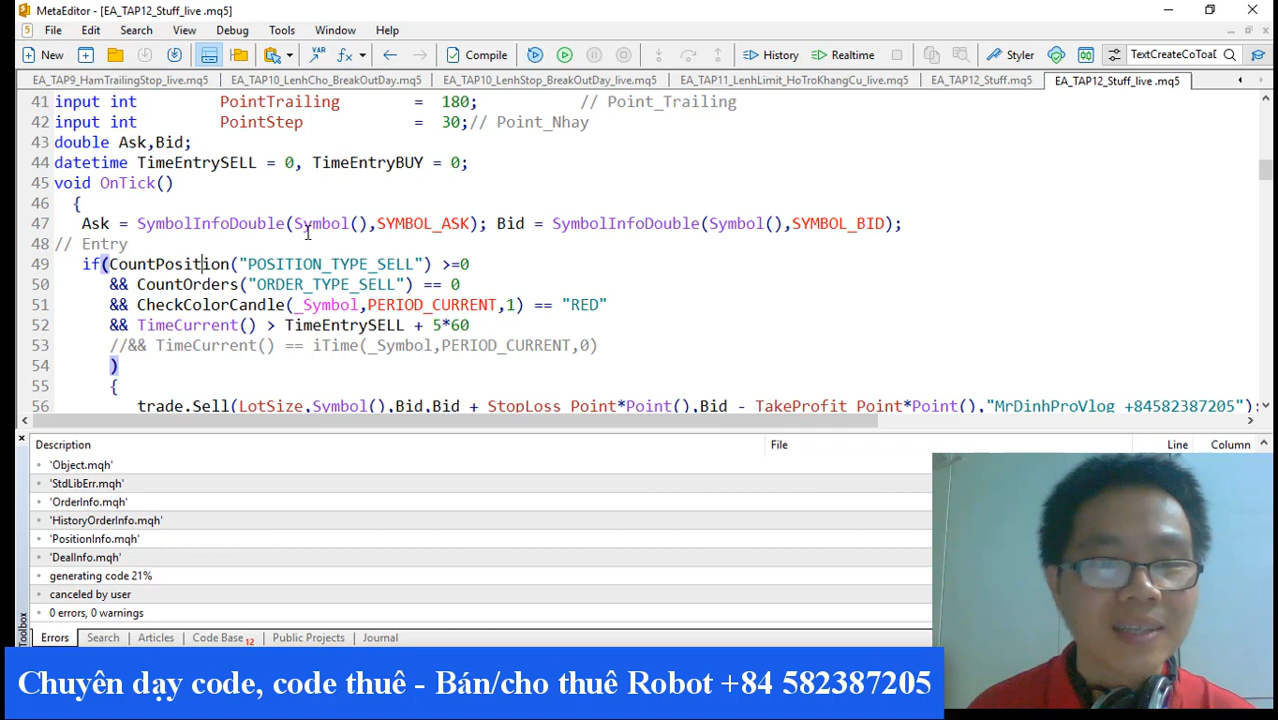 MetaEditor - [EA_TAP12_Stuff_live .mq5]
File Edit Search View Debug Tools Window Help
New Compile History Realtime Styler TextCreateCoToaD
EA_TAP9_HamTrailingStop_live.mq5 EA_TAP10_LenhCho_BreakOutDay.mq5 EA_TAP10_LenhStop_BreakOutDay_live.mq5 EA_TAP11_LenhLimit_HoTroKhangCu_live.mq5 EA_TAP12_Stuff.mq5 EA_TAP12_Stuff_live .mq5
41 input int PointTrailing = 180; // Point_Trailing
42 input int PointStep = 30;// Point_Nhay
43 double Ask,Bid;
44 datetime TimeEntrySELL = 0, TimeEntryBUY = 0;
45 void OnTick()
46 {
47 Ask = SymbolInfoDouble(Symbol(),SYMBOL_ASK); Bid = SymbolInfoDouble(Symbol(),SYMBOL_BID);
48 // Entry
49 if(CountPosition("POSITION_TYPE_SELL") >=0
50 && CountOrders("ORDER_TYPE_SELL") == 0
51 && CheckColorCandle(_Symbol,PERIOD_CURRENT,1) == "RED"
52 && TimeCurrent() > TimeEntrySELL + 5*60
53 //&& TimeCurrent() == iTime(_Symbol,PERIOD_CURRENT,0)
54 )
55 {
56 trade.Sell(LotSize,Symbol(),Bid,Bid + StopLoss_Point*Point(),Bid - TakeProfit_Point*Point(),"MrDinhProVlog +84582387205");
Description File Line Column
'Object.mqh'
'StdLibErr.mqh'
'OrderInfo.mqh'
'HistoryOrderInfo.mqh'
'PositionInfo.mqh'
'DealInfo.mqh'
generating code 21%
canceled by user
0 errors, 0 warnings
Toolbox
Errors Search Articles Code Base 12 Public Projects Journal
Chuyên dạy code, code thuê - Bán/cho thuê Robot +84 582387205